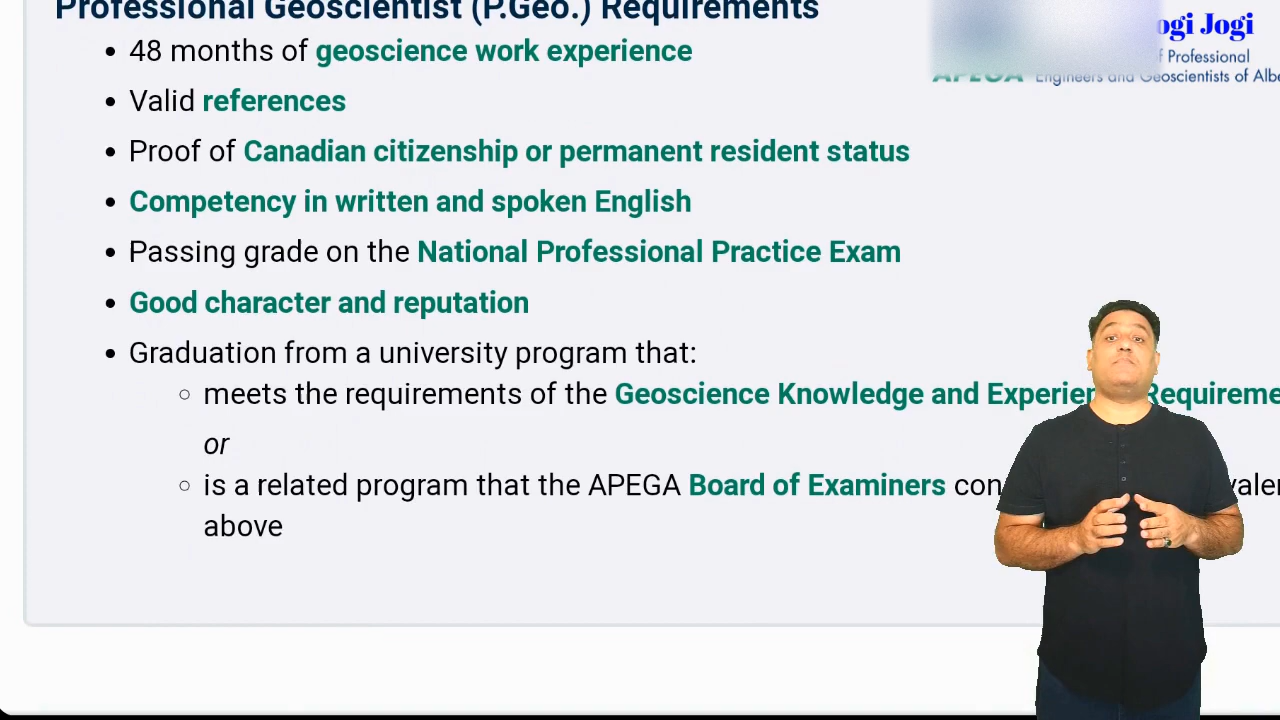 Professional Geoscientist (P.Geo.) Requirements
ogi Jogi
48 months of geoscience work experience
f Professional
APEGA Engineers and Geoscientists of Albe
Valid references
Proof of Canadian citizenship or permanent resident status
Competency in written and spoken English
Passing grade on the National Professional Practice Exam
Good character and reputation
Graduation from a university program that:
meets the requirements of the Geoscience Knowledge and Experien Requireme
or
is a related program that the APEGA Board of Examiners con valen
above